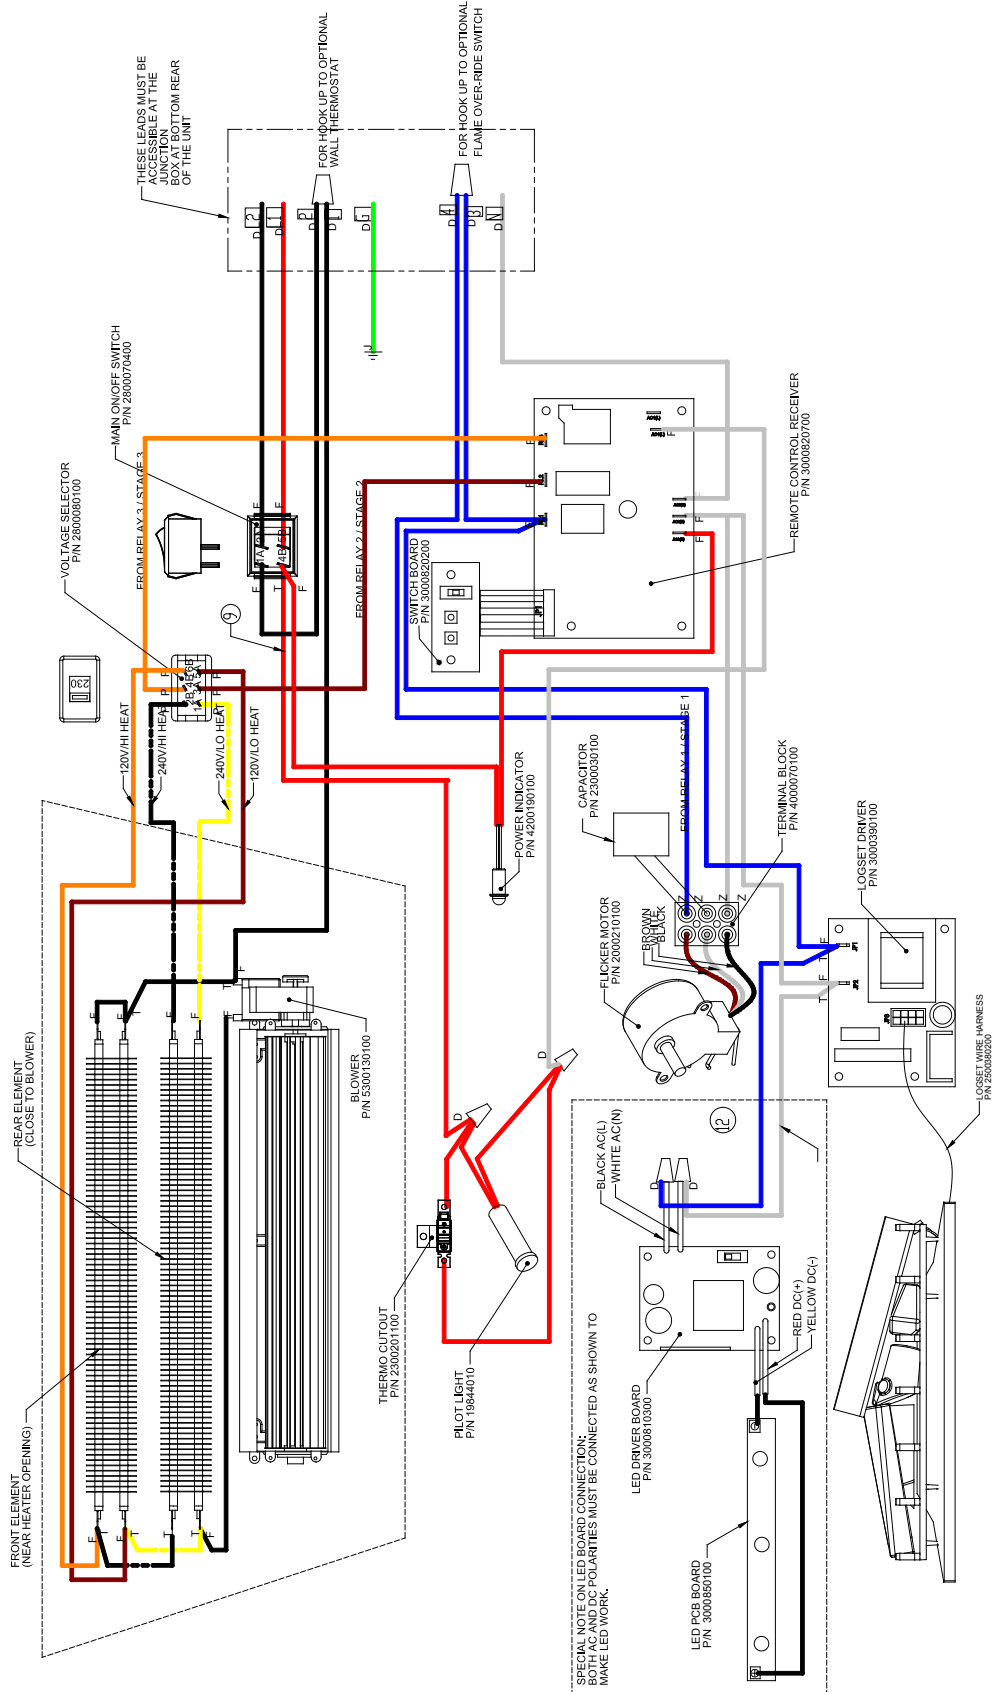 THESE LEADS MUST BE
ACCESSIBLE AT THE
JUNCTION
BOX AT BOTTOM REAR
OF THE UNIT
FOR HOOK UP TO OPTIONAL
WALL THERMOSTAT
FOR HOOK UP TO OPTIONAL
FLAME OVER-RIDE SWITCH
MAIN ON/OFF SWITCH
P/N 2800070400
VOLTAGE SELECTOR
P/N 2800080100
FROM RELAY 3 / STAGE 3
FROM RELAY 2 / STAGE 2
FROM RELAY 1 / STAGE 1
SWITCH BOARD
P/N 3000820200
REMOTE CONTROL RECEIVER
P/N 3000820700
9
230
120V/HI HEAT
240V/HI HEAT
240V/LO HEAT
120V/LO HEAT
POWER INDICATOR
P/N 4200190100
CAPACITOR
P/N 2300030100
TERMINAL BLOCK
P/N 4000070100
LOGSET DRIVER
P/N 3000390100
BROWN
WHITE
BLACK
FLICKER MOTOR
P/N 2000210100
JP1
JP2
JP3
LOGSET WIRE HARNESS
P/N 2500380200
REAR ELEMENT
(CLOSE TO BLOWER)
BLOWER
P/N 5300130100
FRONT ELEMENT
(NEAR HEATER OPENING)
THERMO CUTOUT
P/N 2300201100
PILOT LIGHT
P/N 19844010
12
BLACK AC(L)
WHITE AC(N)
RED DC(+)
YELLOW DC(-)
LED DRIVER BOARD
P/N 3000810300
LED PCB BOARD
P/N 3000850100
SPECIAL NOTE ON LED BOARD CONNECTION:
BOTH AC AND DC POLARITIES MUST BE CONNECTED AS SHOWN TO
MAKE LED WORK.